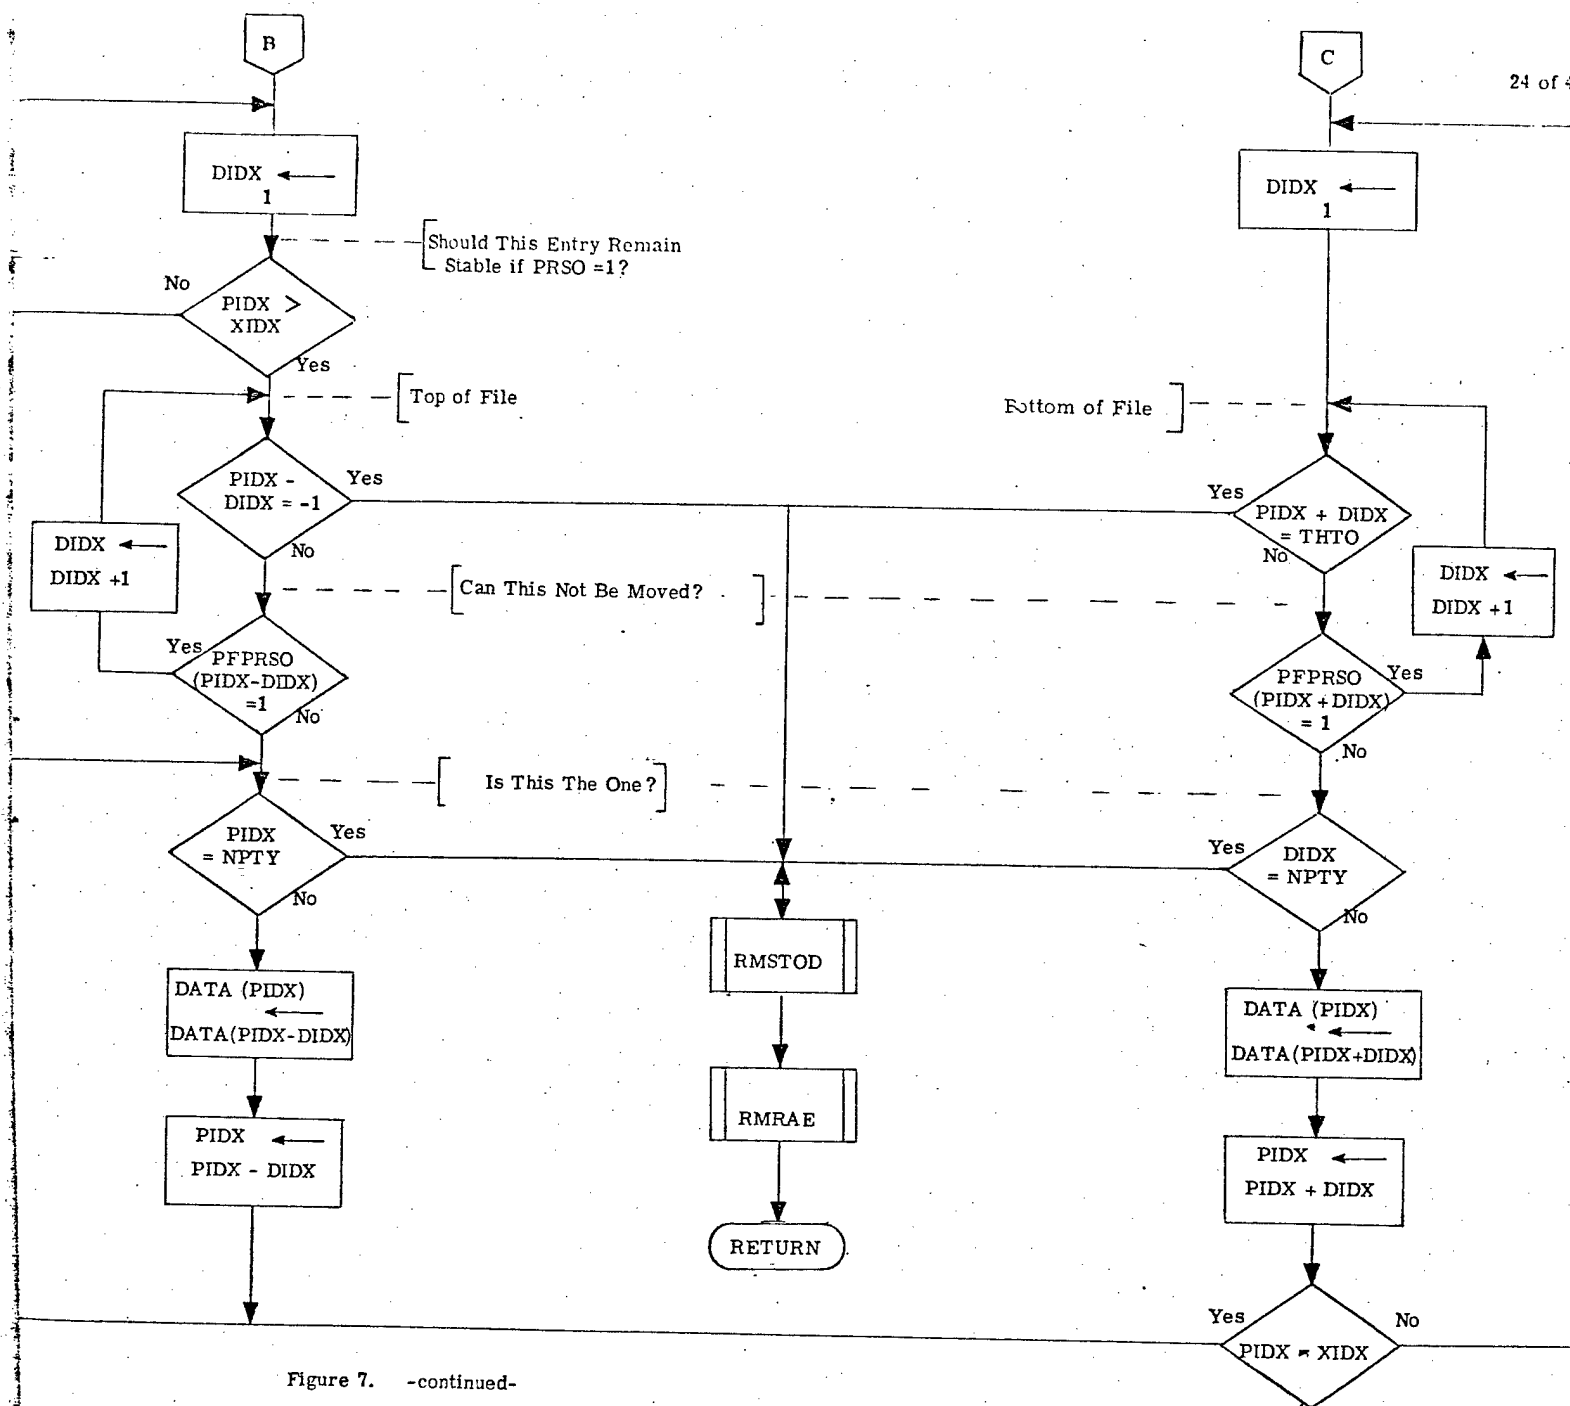 B
C
24 of 4
DIDX
1
DIDX
1
Should This Entry Remain
Stable if PRSO =1?
No
PIDX >
XIDX
Yes
Top of File
Bottom of File
PIDX -
DIDX = -1
Yes
No
Yes
PIDX + DIDX
= THTO
No
DIDX
DIDX +1
DIDX
DIDX +1
Can This Not Be Moved?
Yes
PFPRSO
(PIDX-DIDX)
=1
No
PFPRSO
(PIDX+DIDX)
= 1
Yes
No
Is This The One?
PIDX
= NPTY
Yes
No
Yes
DIDX
= NPTY
No
DATA (PIDX)
DATA(PIDX-DIDX)
RMSTOD
DATA (PIDX)
DATA(PIDX+DIDX)
PIDX
PIDX - DIDX
RMRAE
PIDX
PIDX + DIDX
RETURN
Yes
PIDX = XIDX
No
Figure 7. -continued-